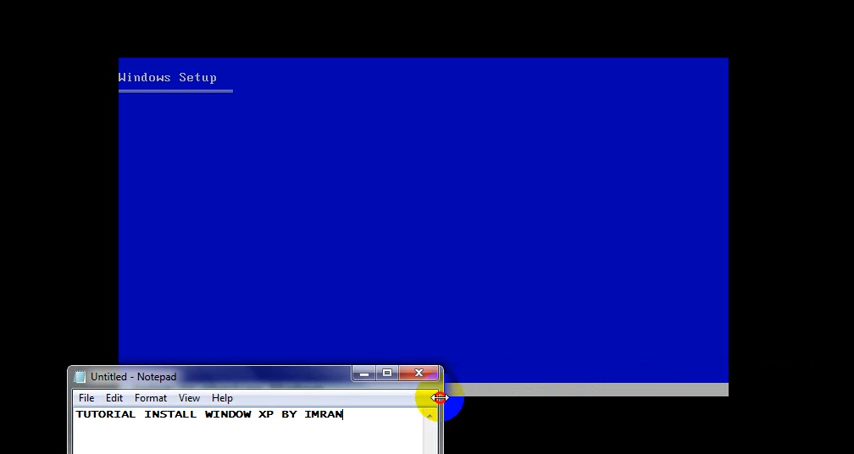 Windows Setup
Untitled - Notepad
File Edit Format View Help
TUTORIAL INSTALL WINDOW XP BY IMRAN